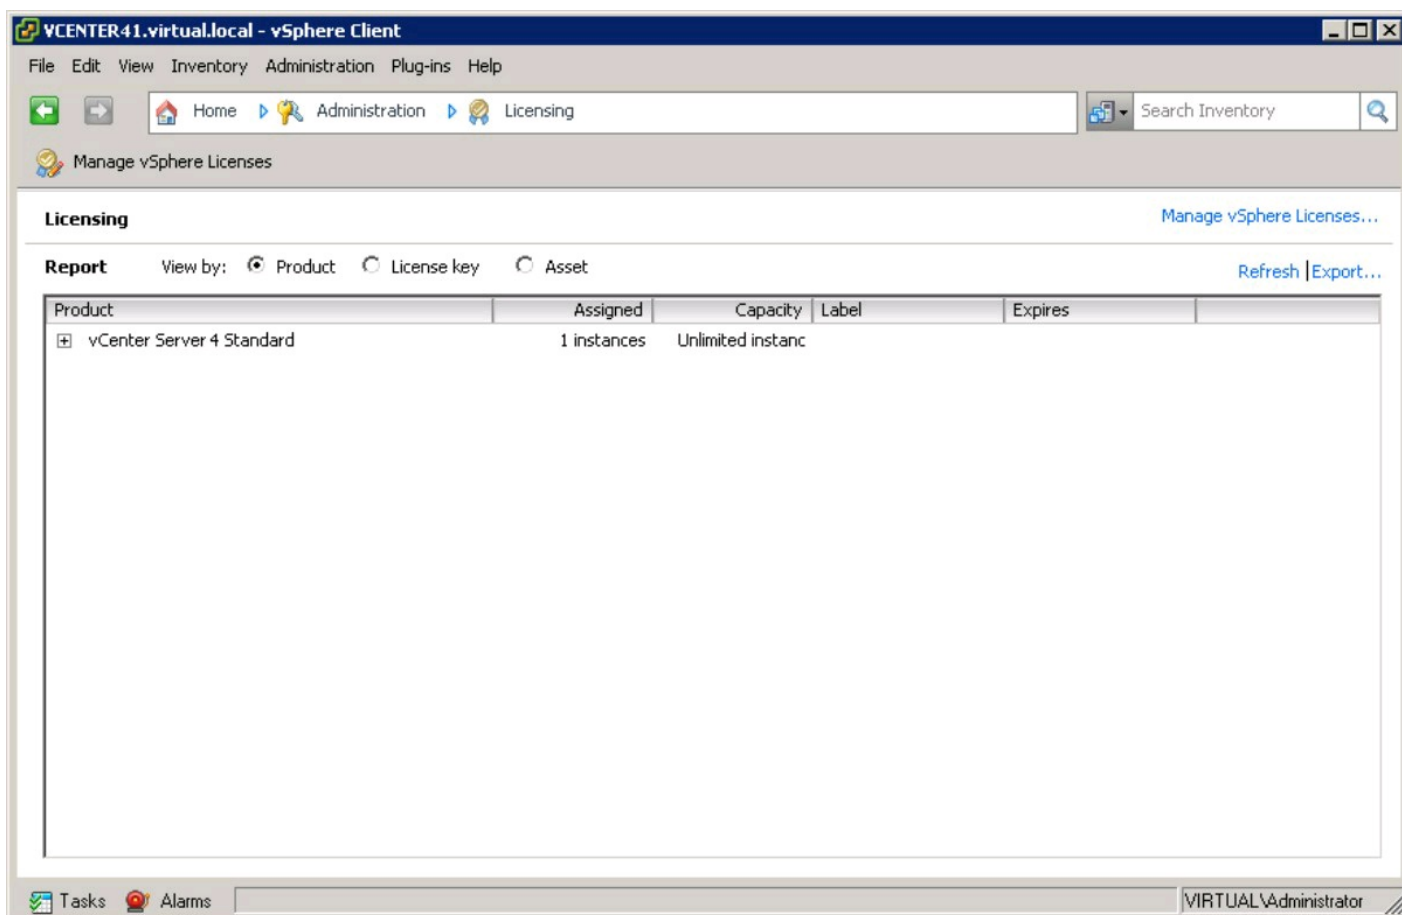 VCENTER41.virtual.local - vSphere Client
File Edit View Inventory Administration Plug-ins Help
Home Administration Licensing Search Inventory
Manage vSphere Licenses
Licensing Manage vSphere Licenses...
Report View by: Product License key Asset Refresh Export...
Product Assigned Capacity Label Expires
vCenter Server 4 Standard 1 instances Unlimited instanc
Tasks Alarms VIRTUAL\Administrator